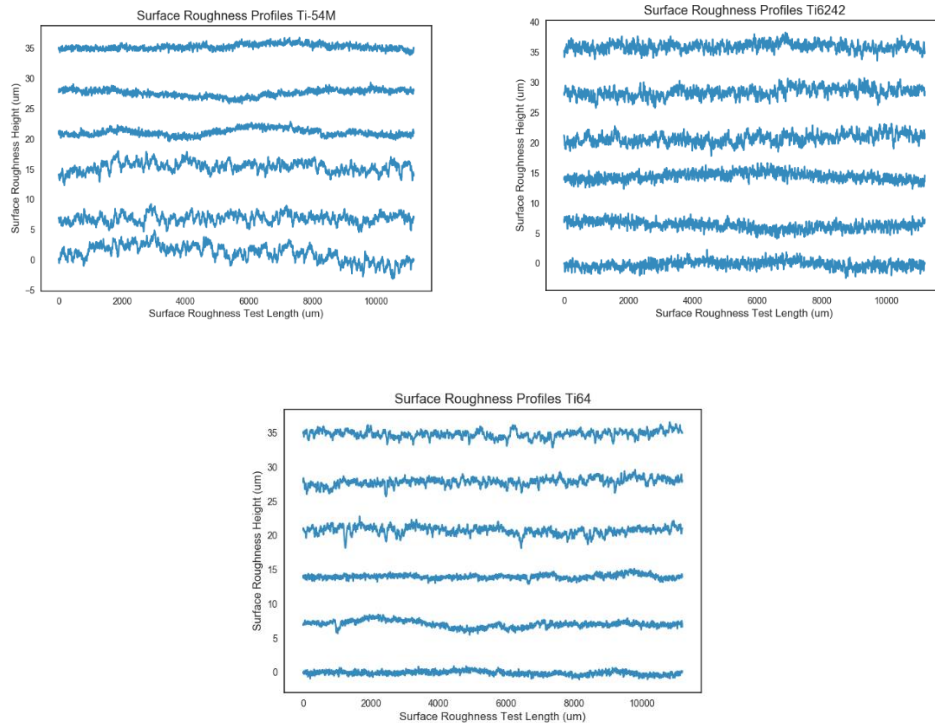 Surface Roughness Profiles Ti-54M
Surface Roughness Height (um)
35
30
25
20
15
10
5
0
−5
0 2000 4000 6000 8000 10000
Surface Roughness Test Length (um)
Surface Roughness Profiles Ti6242
Surface Roughness Height (um)
40
35
30
25
20
15
10
5
0
0 2000 4000 6000 8000 10000
Surface Roughness Test Length (um)
Surface Roughness Profiles Ti64
Surface Roughness Height (um)
35
30
25
20
15
10
5
0
0 2000 4000 6000 8000 10000
Surface Roughness Test Length (um)